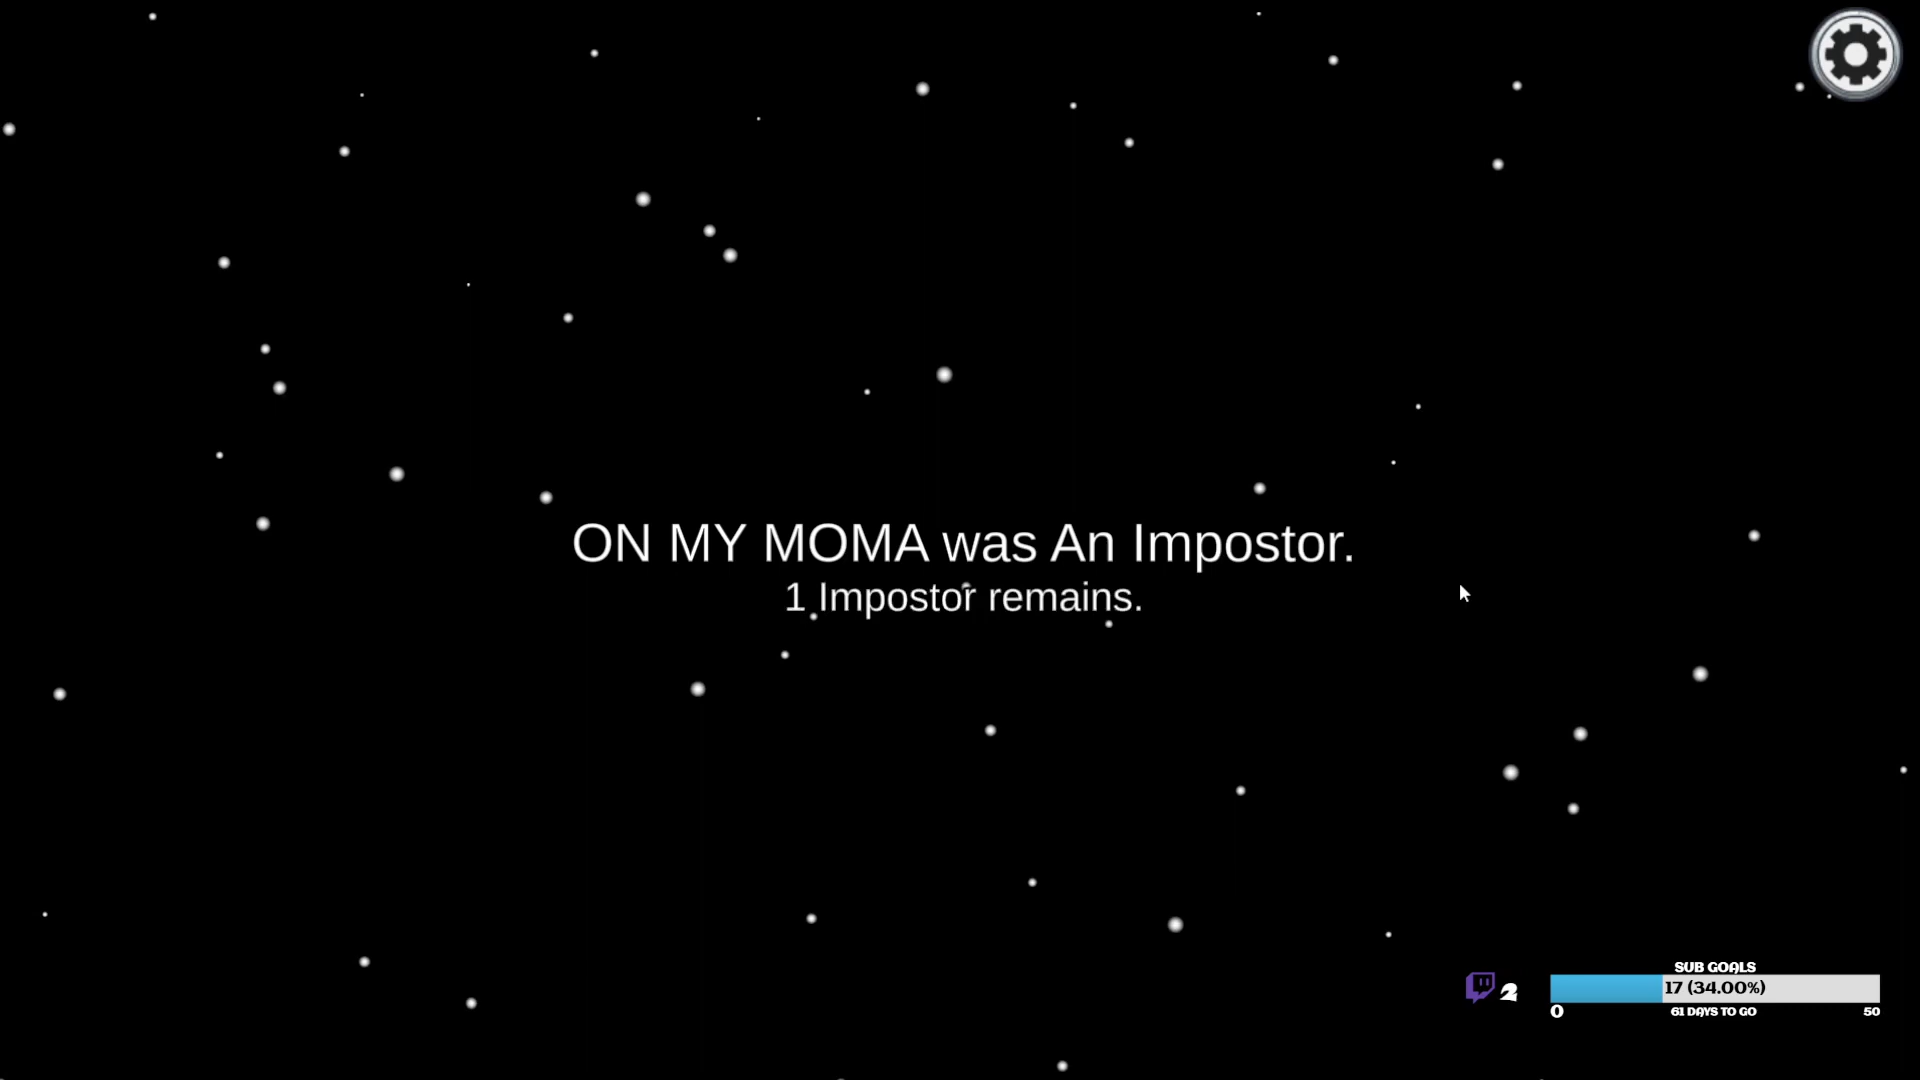 ON MY MOMA was An Impostor.
1 Impostor remains.
SUB GOALS
2
17 (34.00%)
0
61 DAYS TO GO
50